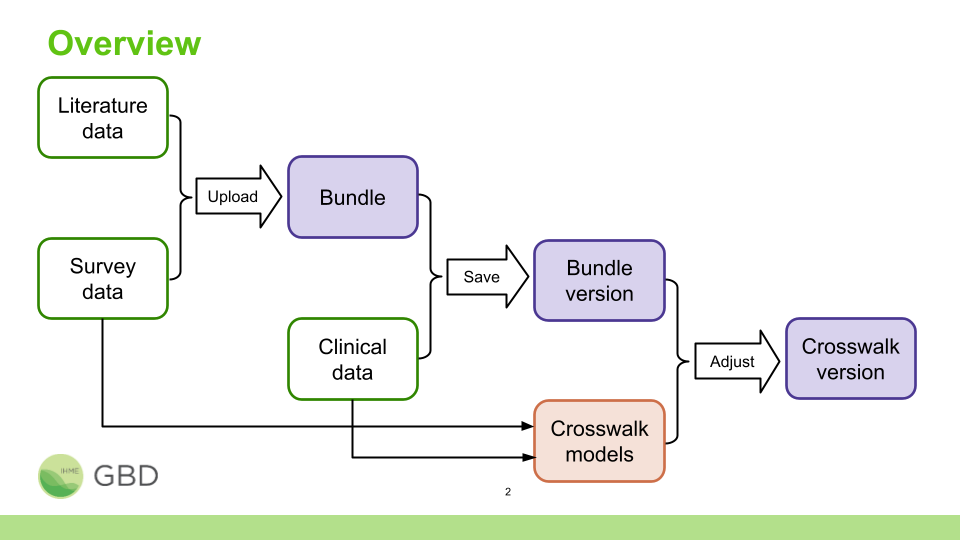 Overview
Literature
data
Upload
Bundle
Survey
data
Save
Bundle
version
Clinical
data
Adjust
Crosswalk
version
Crosswalk
models
IHME
GBD
2